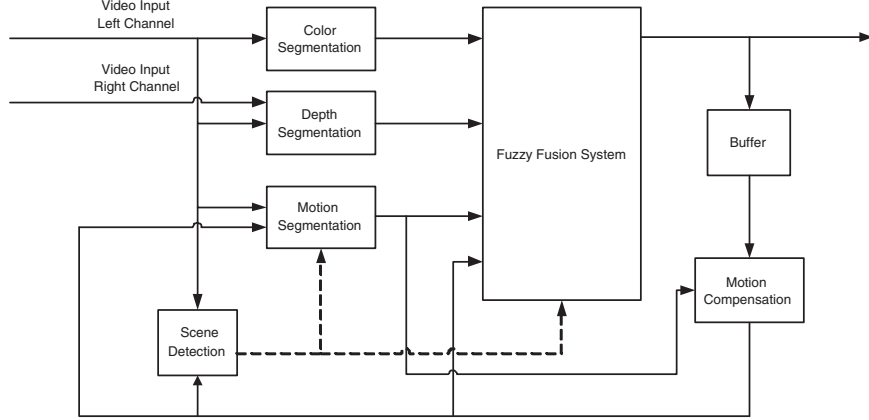 Video Input
Left Channel
Color
Segmentation
Video Input
Right Channel
Depth
Segmentation
Fuzzy Fusion System
Buffer
Motion
Segmentation
Motion
Compensation
Scene
Detection